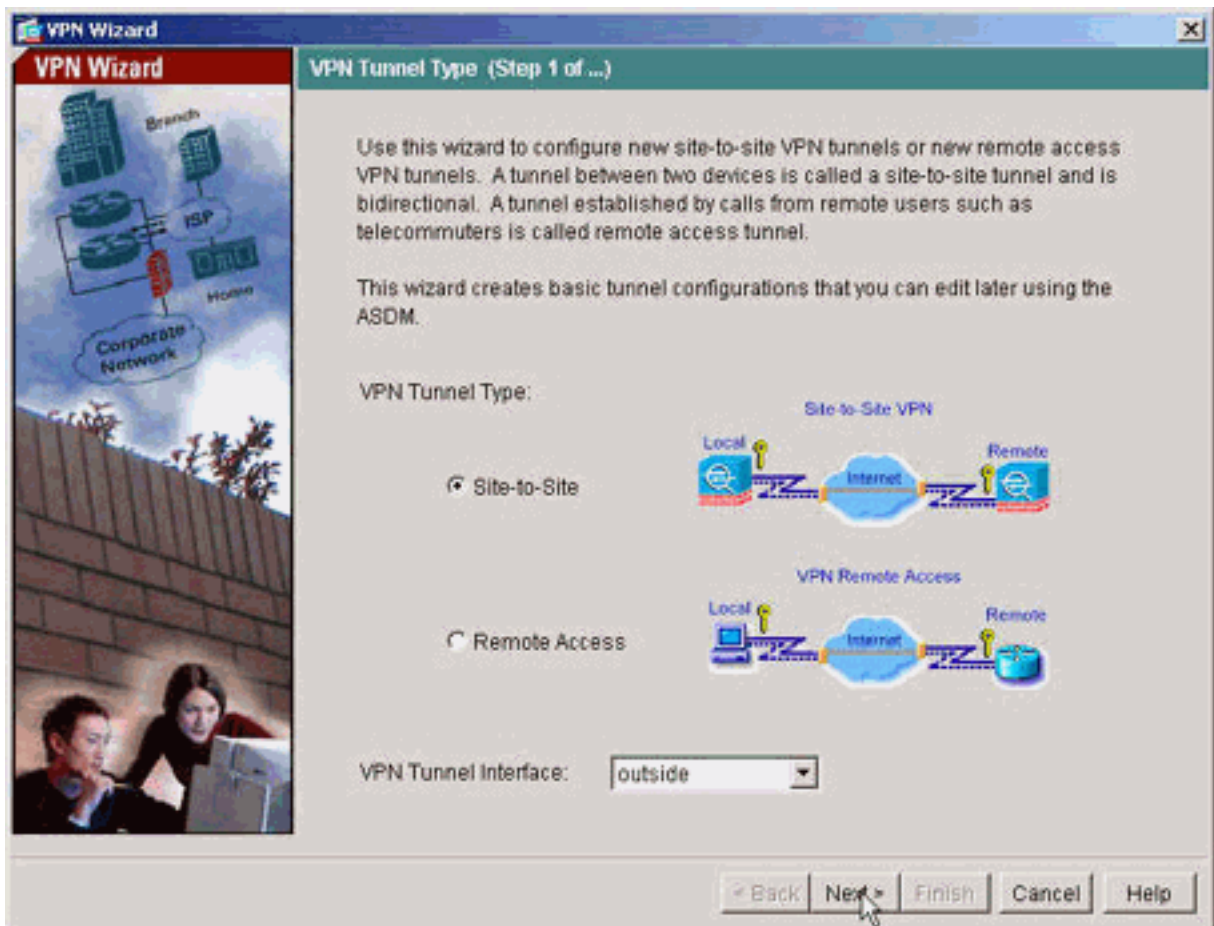 VPN Wizard
VPN Wizard
VPN Tunnel Type (Step 1 of ...)
Branch
ISP
Home
Corporate
Network
Use this wizard to configure new site-to-site VPN tunnels or new remote access
VPN tunnels. A tunnel between two devices is called a site-to-site tunnel and is
bidirectional. A tunnel established by calls from remote users such as
telecommuters is called remote access tunnel.
This wizard creates basic tunnel configurations that you can edit later using the
ASDM.
VPN Tunnel Type:
Site-to-Site VPN
Local
Remote
Internet
Site-to-Site
VPN Remote Access
Local
Remote
Internet
Remote Access
VPN Tunnel Interface:
outside
< Back
Next >
Finish
Cancel
Help